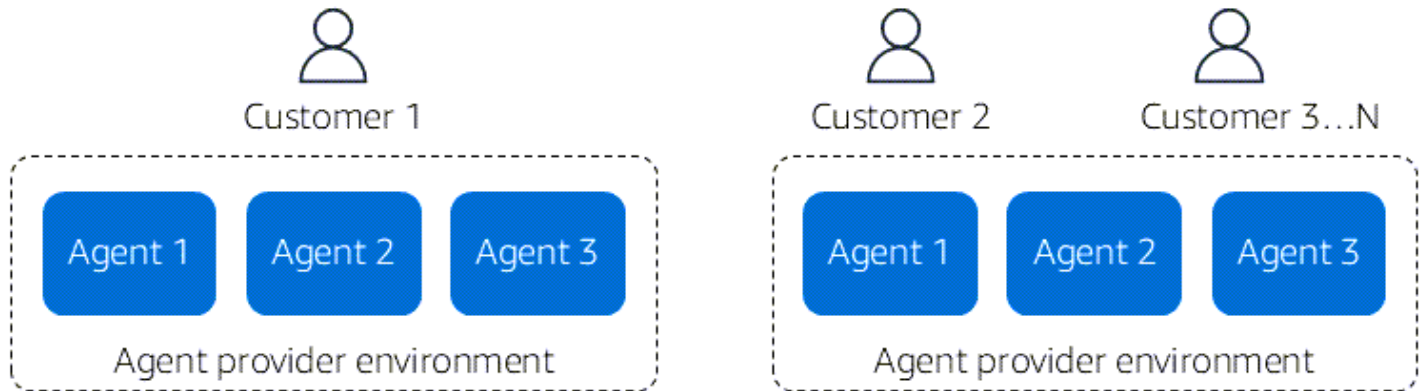 Customer 1
Customer 2
Customer 3...N
Agent 1
Agent 2
Agent 3
Agent provider environment
Agent 1
Agent 2
Agent 3
Agent provider environment